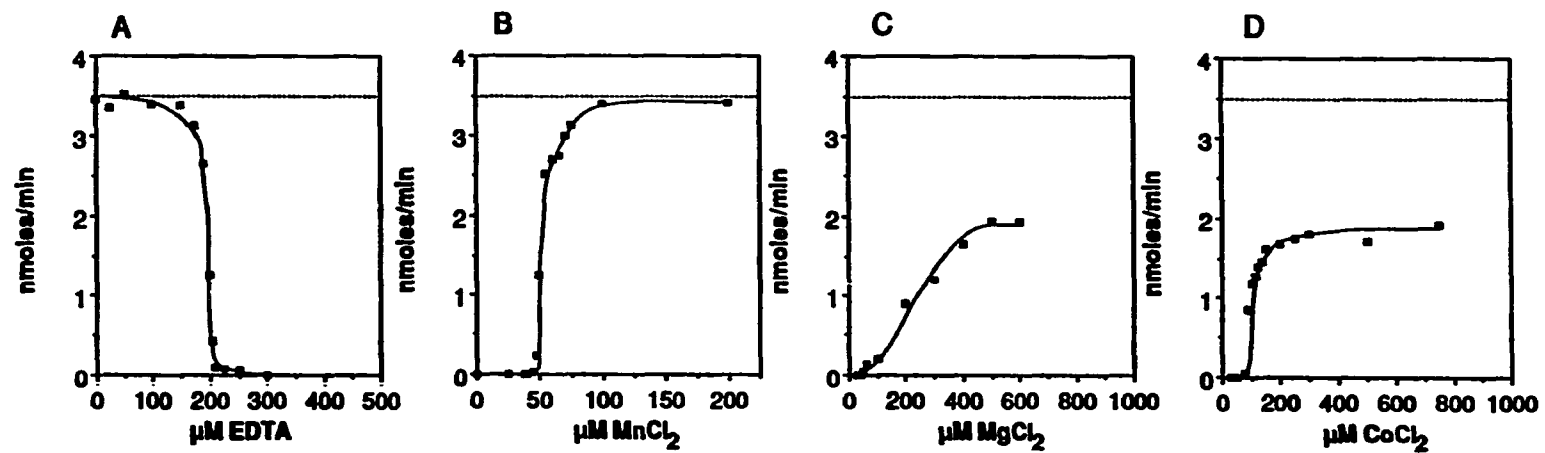 A B C D
4 4 4 4
3 3 3 3
2 2 2 2
1 1 1 1
0 0 0 0
nmoles/min nmoles/min nmoles/min nmoles/min
0 100 200 300 400 500 0 50 100 150 200 0 200 400 600 800 1000 0 200 400 600 800 1000
µM EDTA µM MnCl2 µM MgCl2 µM CoCl2